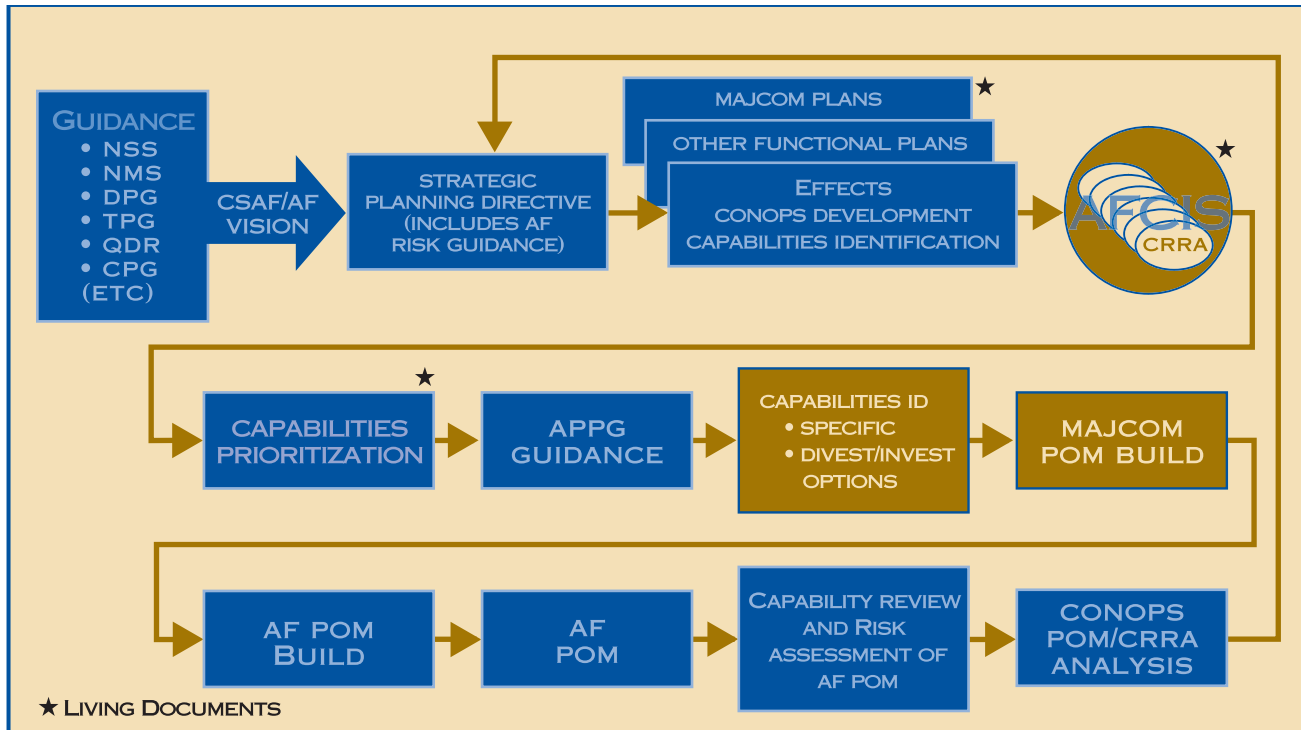 GUIDANCE
• NSS
• NMS
• DPG
• TPG
• QDR
• CPG
(ETC)
CSAF/AF
VISION
STRATEGIC
PLANNING DIRECTIVE
(INCLUDES AF
RISK GUIDANCE)
MAJCOM PLANS
★
OTHER FUNCTIONAL PLANS
EFFECTS
CONOPS DEVELOPMENT
CAPABILITIES IDENTIFICATION
★
AFCIS
CRRA
★
CAPABILITIES
PRIORITIZATION
APPG
GUIDANCE
CAPABILITIES ID
• SPECIFIC
• DIVEST/INVEST
OPTIONS
MAJCOM
POM BUILD
AF POM
BUILD
AF
POM
CAPABILITY REVIEW
AND RISK
ASSESSMENT OF
AF POM
CONOPS
POM/CRRA
ANALYSIS
★ LIVING DOCUMENTS